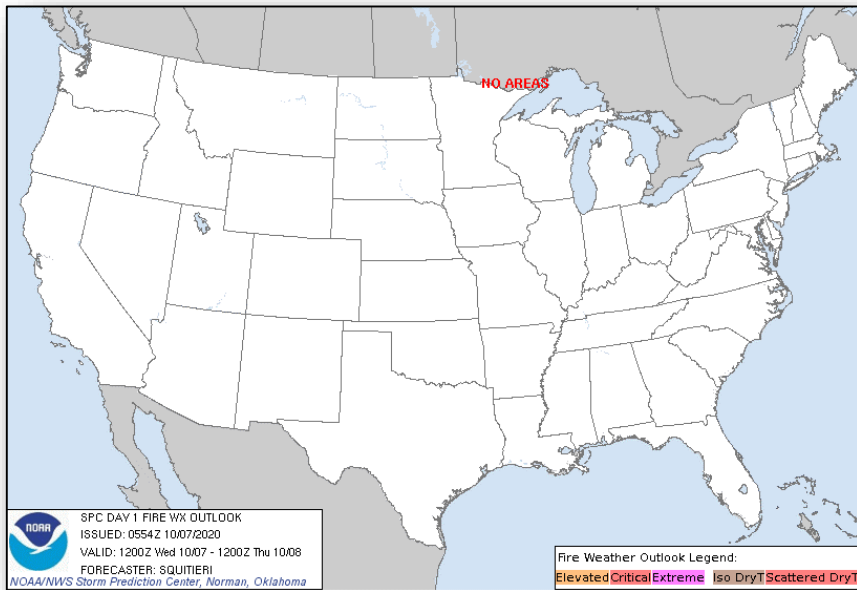 NO AREAS
NOAA
SPC DAY 1 FIRE WX OUTLOOK
ISSUED: 0554Z 10/07/2020
VALID: 1200Z Wed 10/07 - 1200Z Thu 10/08
FORECASTER: SQUITIERI
NOAA/NWS Storm Prediction Center, Norman, Oklahoma
Fire Weather Outlook Legend:
Elevated Critical Extreme Iso DryT Scattered DryT